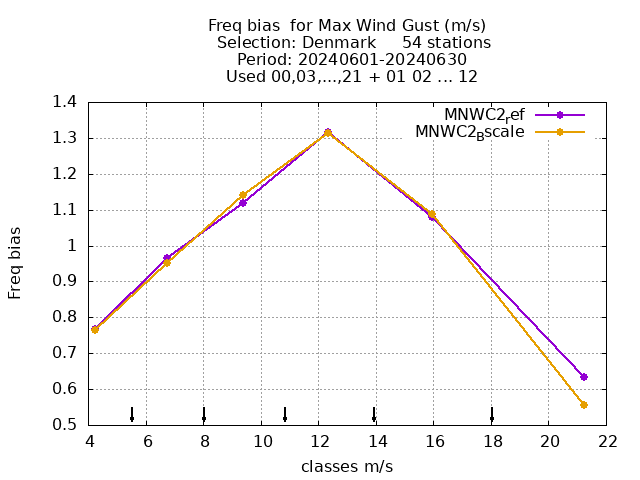 Freq bias  for Max Wind Gust (m/s)
Selection: Denmark     54 stations
Period: 20240601-20240630
Used 00,03,...,21 + 01 02 ... 12
MNWC2ref
MNWC2Bscale
1.4
1.3
1.2
1.1
1
0.9
0.8
0.7
0.6
0.5
Freq bias
4 6 8 10 12 14 16 18 20 22
classes m/s